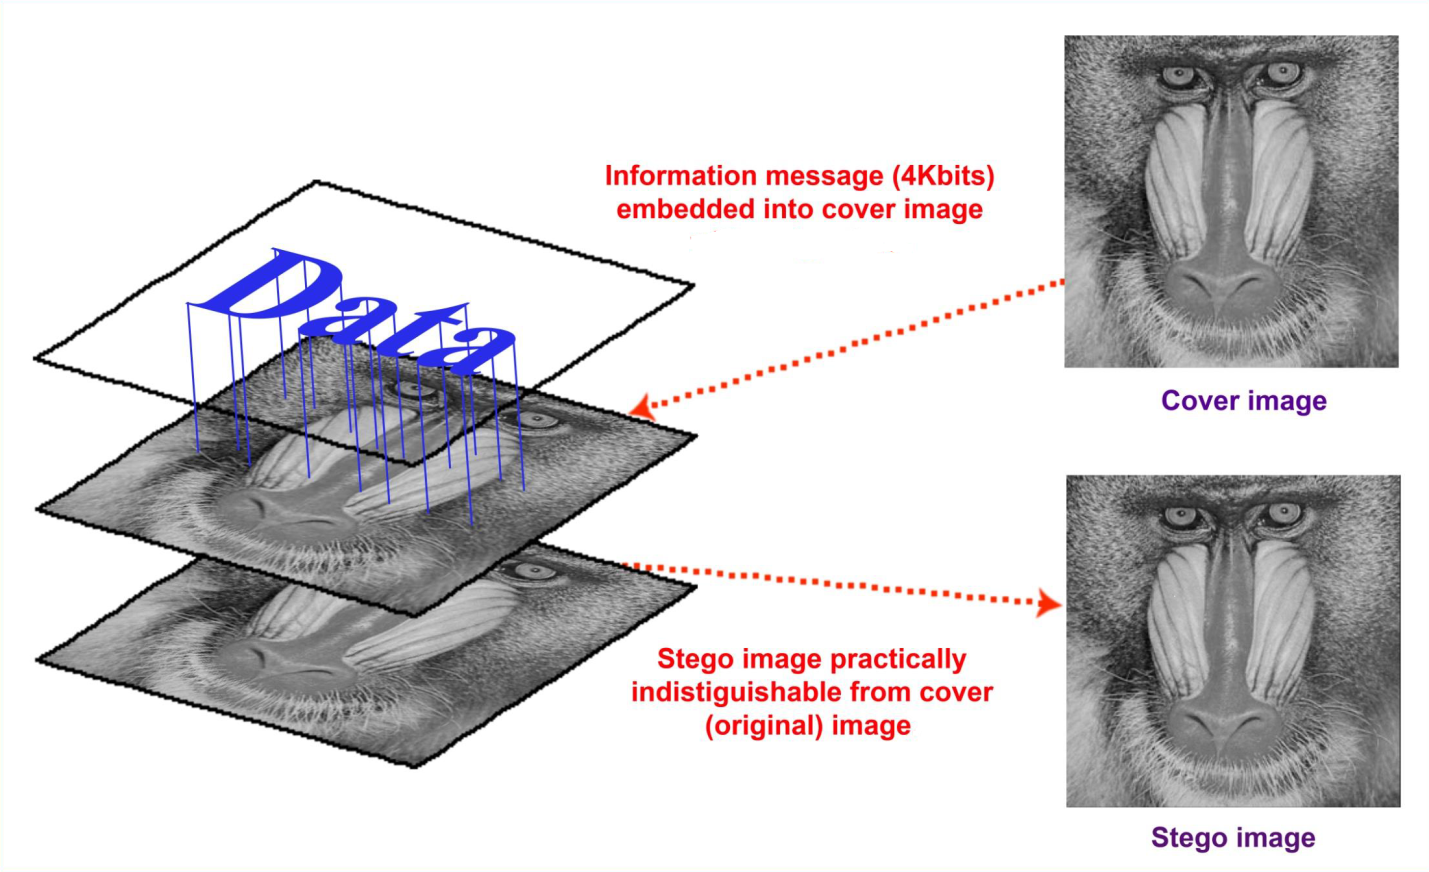 Information message (4Kbits)
embedded into cover image
Data
Cover image
Stego image practically
indistiguishable from cover
(original) image
Stego image